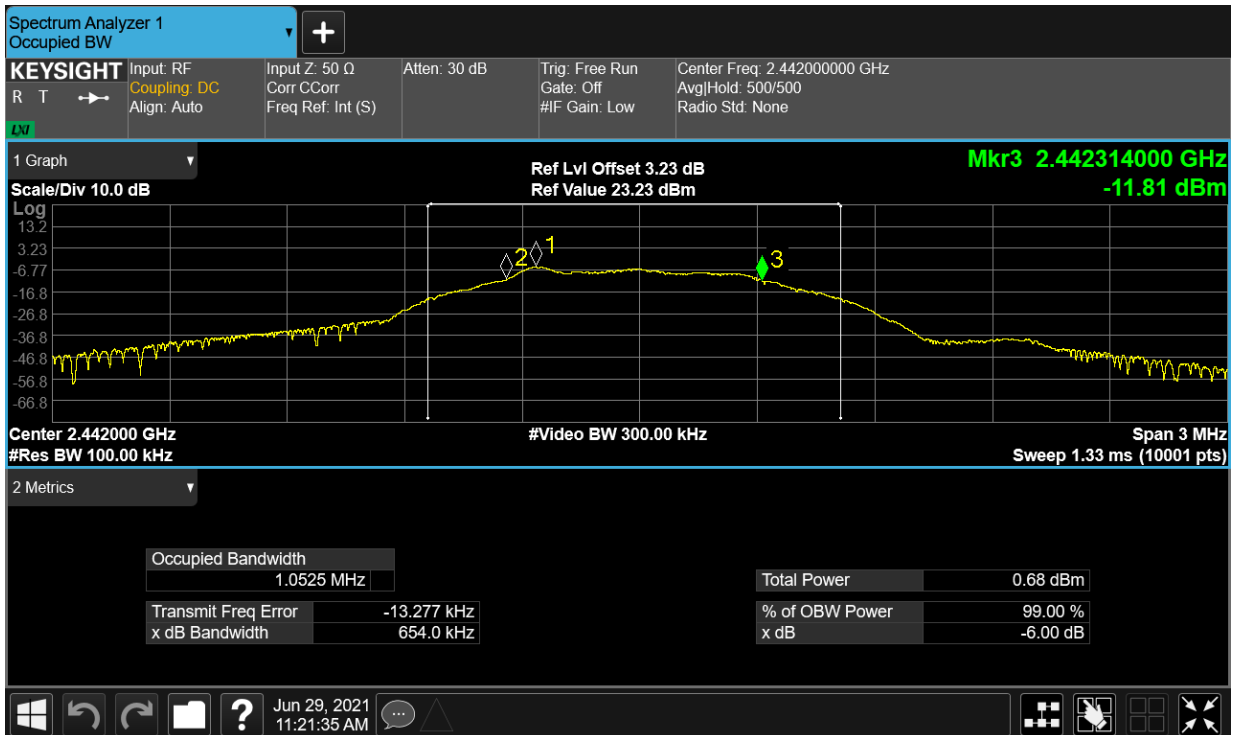 Spectrum Analyzer 1
Occupied BW
▼
+
KEYSIGHT
R T
LXI
Input: RF
Coupling: DC
Align: Auto
Input Z: 50 Ω
Corr CCorr
Freq Ref: Int (S)
Atten: 30 dB
Trig: Free Run
Gate: Off
#IF Gain: Low
Center Freq: 2.442000000 GHz
Avg|Hold: 500/500
Radio Std: None
1 Graph ▼
Scale/Div 10.0 dB
Ref Lvl Offset 3.23 dB
Ref Value 23.23 dBm
Mkr3 2.442314000 GHz
-11.81 dBm
Log
13.2
3.23
-6.77
-16.8
-26.8
-36.8
-46.8
-56.8
-66.8
2
1
3
Center 2.442000 GHz
#Res BW 100.00 kHz
#Video BW 300.00 kHz
Span 3 MHz
Sweep 1.33 ms (10001 pts)
2 Metrics ▼
Occupied Bandwidth
1.0525 MHz
Transmit Freq Error -13.277 kHz
x dB Bandwidth 654.0 kHz
Total Power 0.68 dBm
% of OBW Power 99.00 %
x dB -6.00 dB
?
Jun 29, 2021
11:21:35 AM